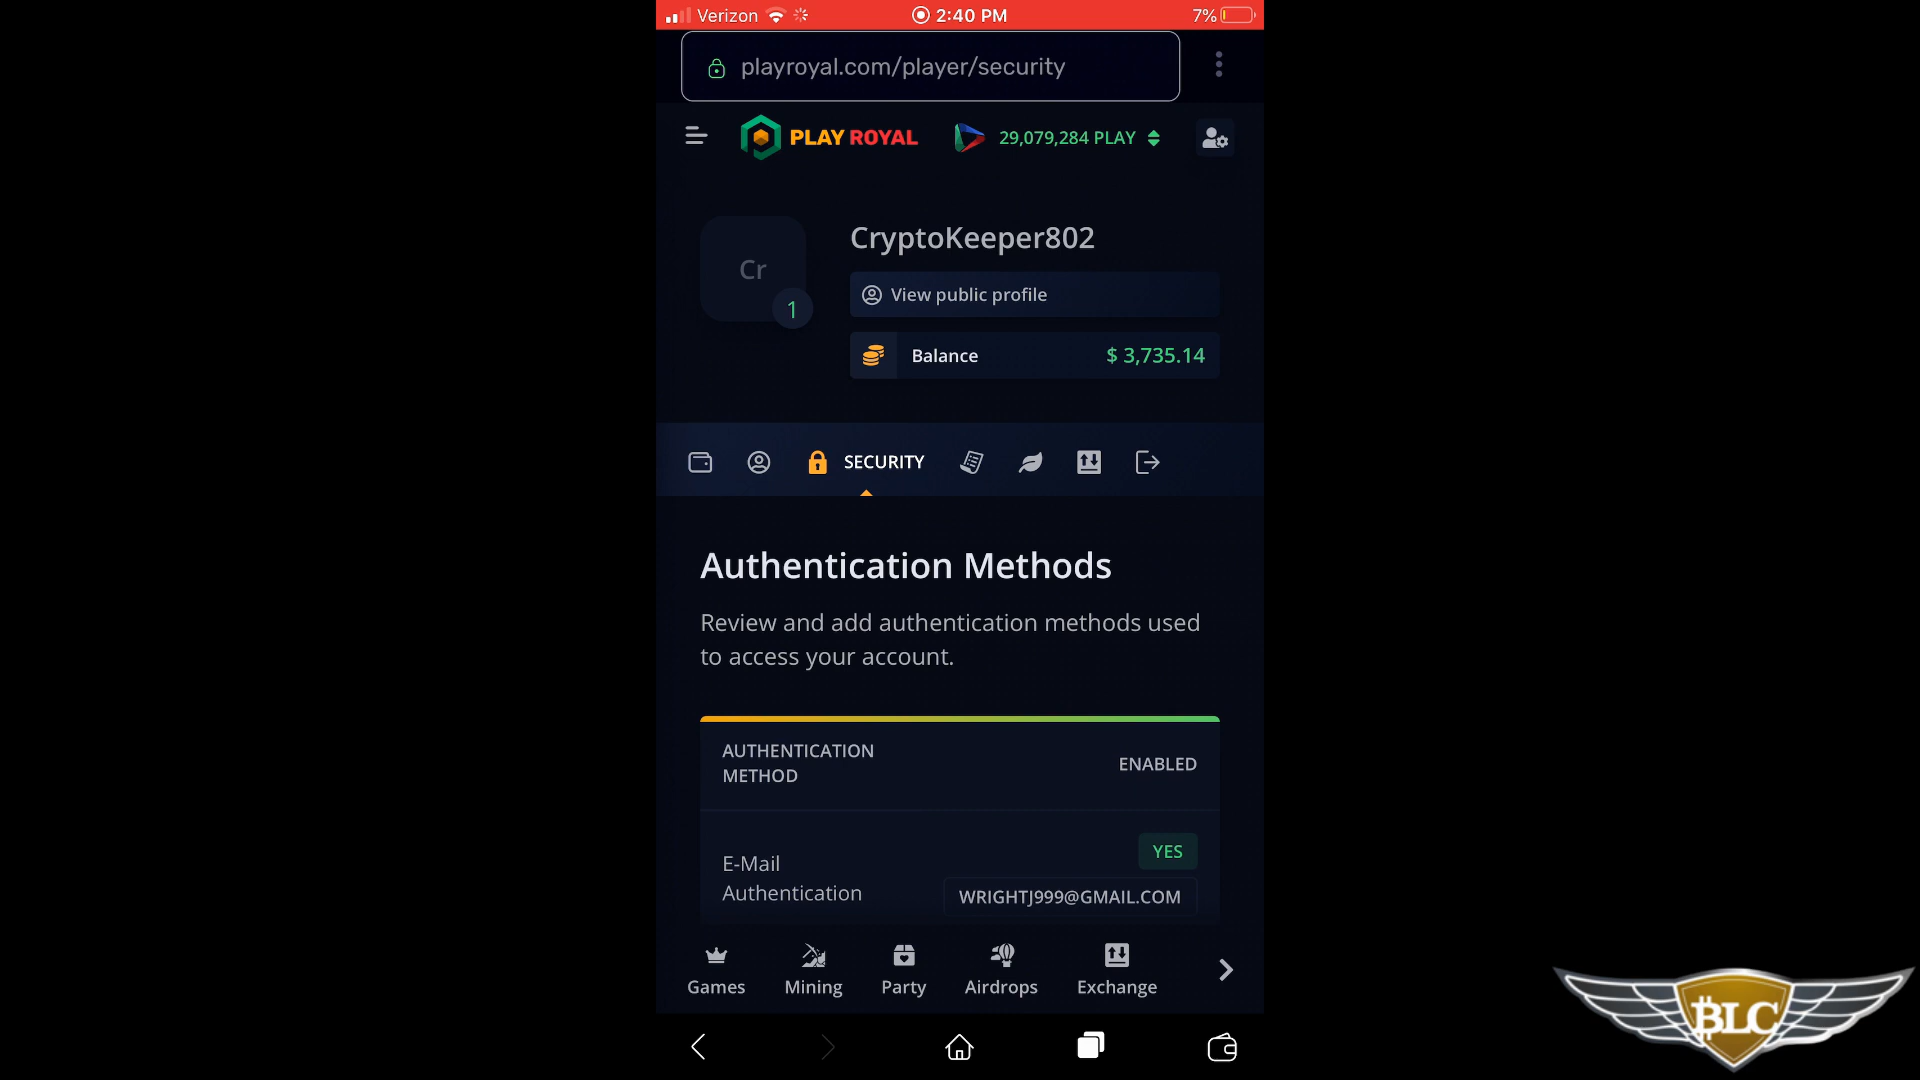 Verizon 2:40 PM 7%
playroyal.com/player/security
PLAY ROYAL 29,079,284 PLAY
CryptoKeeper802
Cr
View public profile
1
Balance $ 3,735.14
SECURITY
Authentication Methods
Review and add authentication methods used
to access your account.
AUTHENTICATION
METHOD
ENABLED
YES
E-Mail
Authentication
WRIGHTJ999@GMAIL.COM
Games Mining Party Airdrops Exchange
BLC